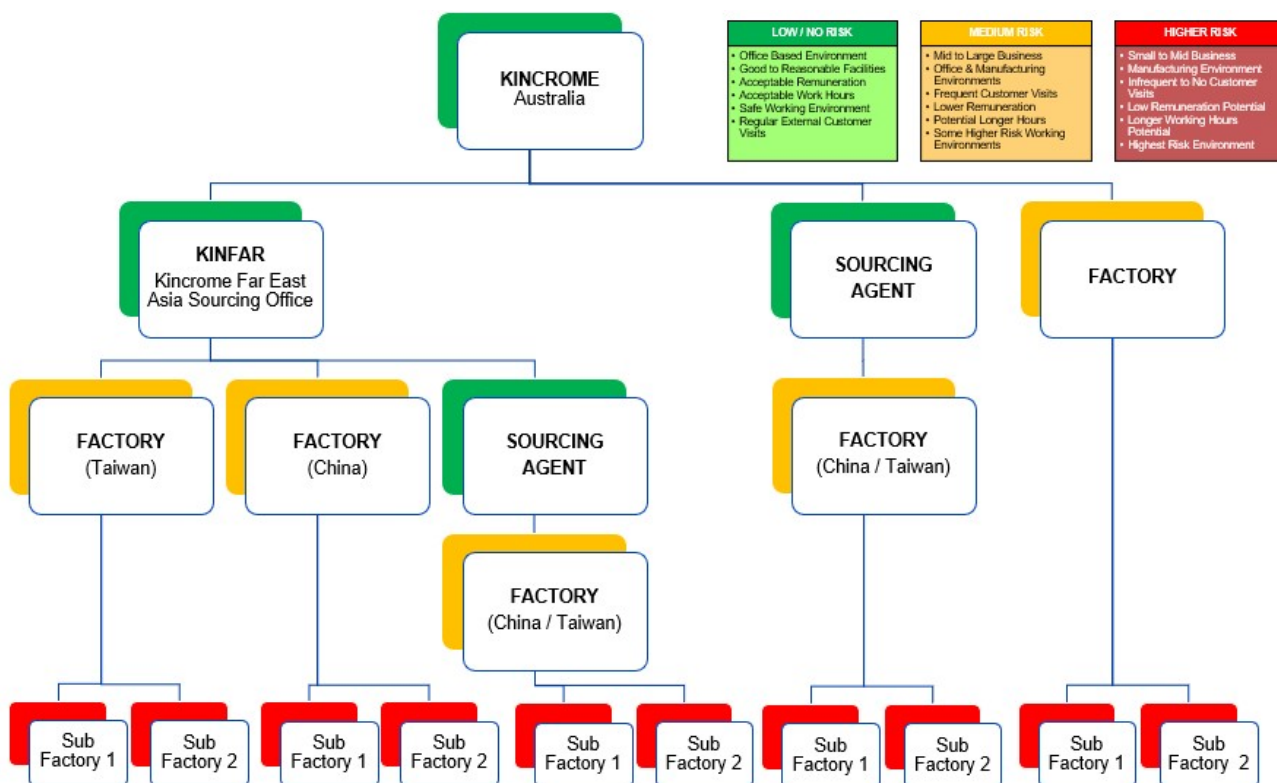 KINCROME
Australia
LOW / NO RISK
• Office Based Environment
• Good to Reasonable Facilities
• Acceptable Remuneration
• Acceptable Work Hours
• Safe Working Environment
• Regular External Customer
Visits
MEDIUM RISK
• Mid to Large Business
• Office & Manufacturing
Environments
• Frequent Customer Visits
• Lower Remuneration
• Potential Longer Hours
• Some Higher Risk Working
Environments
HIGHER RISK
• Small to Mid Business
• Manufacturing Environment
• Infrequent to No Customer
Visits
• Low Remuneration Potential
• Longer Working Hours
Potential
• Highest Risk Environment
KINFAR
Kincrome Far East
Asia Sourcing Office
SOURCING
AGENT
FACTORY
FACTORY
(Taiwan)
FACTORY
(China)
SOURCING
AGENT
FACTORY
(China / Taiwan)
FACTORY
(China / Taiwan)
Sub
Factory 1
Sub
Factory 2
Sub
Factory 1
Sub
Factory 2
Sub
Factory 1
Sub
Factory 2
Sub
Factory 1
Sub
Factory 2
Sub
Factory 1
Sub
Factory 2